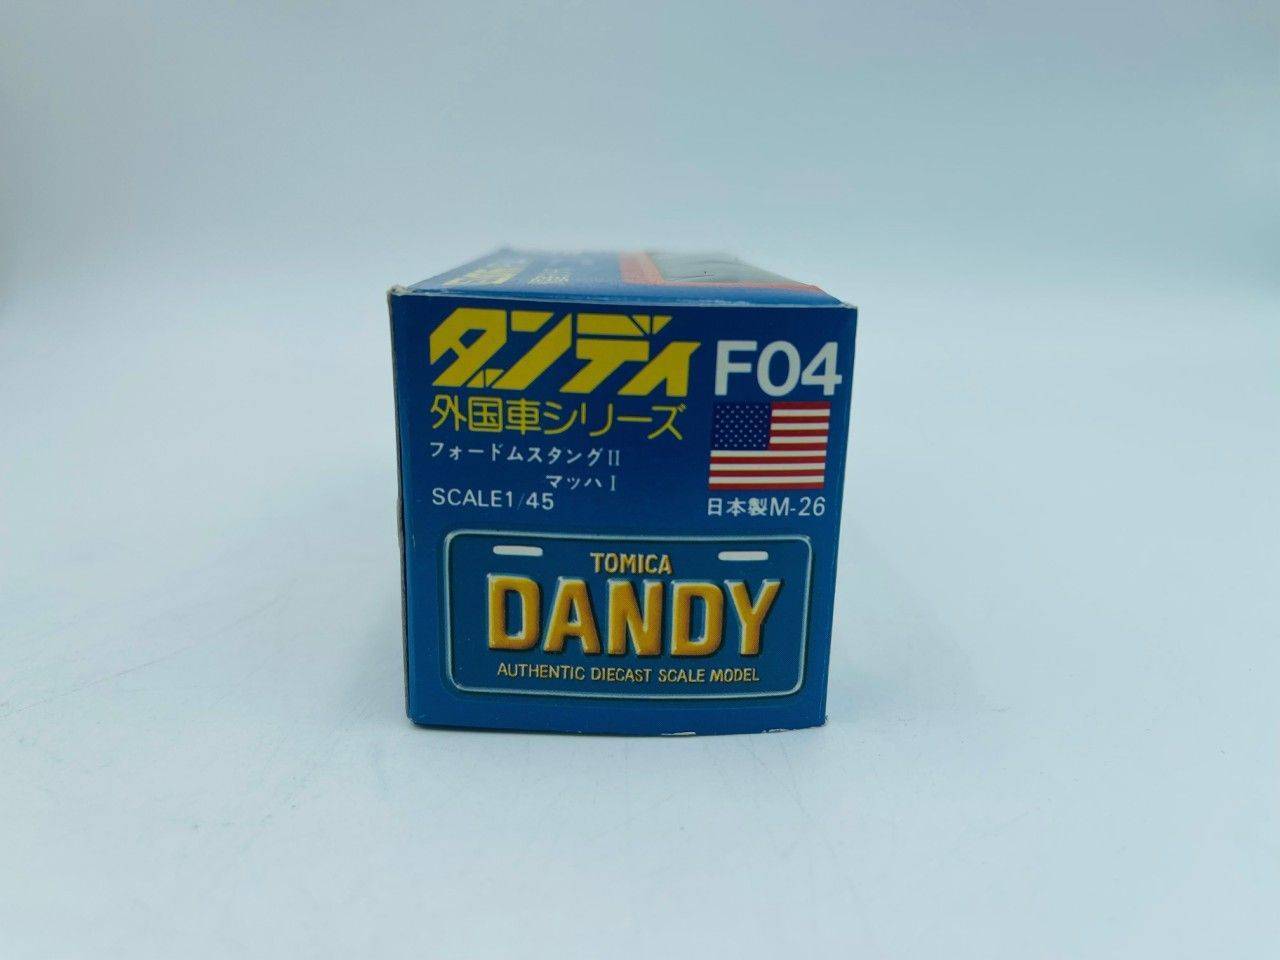 ダンディ F04
外国車シリーズ
フォードムスタングII
マッハI
SCALE1/45
日本製M-26
TOMICA
DANDY
AUTHENTIC DIECAST SCALE MODEL